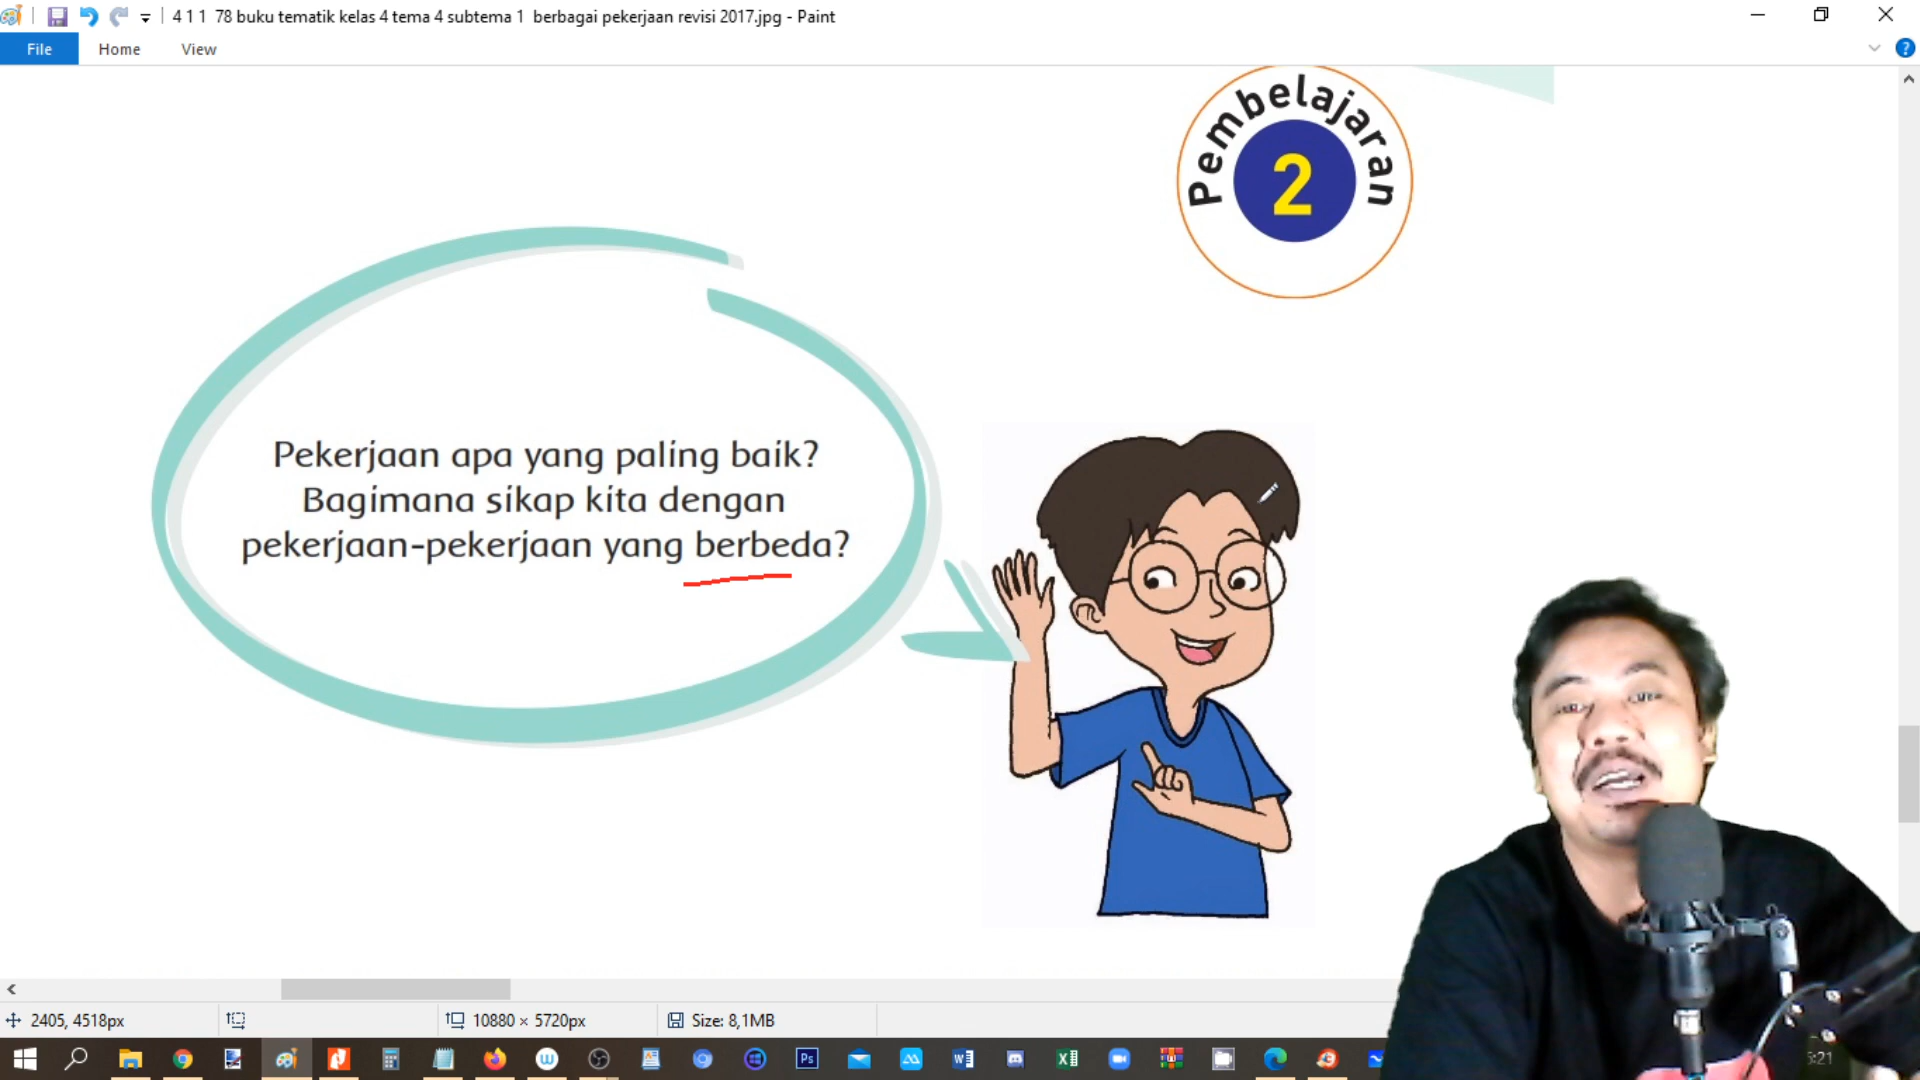 4 1 1 78 buku tematik kelas 4 tema 4 subtema 1 berbagai pekerjaan revisi 2017.jpg - Paint
File Home View
Pembelajaran
2
Pekerjaan apa yang paling baik?
Bagimana sikap kita dengan
pekerjaan-pekerjaan yang berbeda?
2405, 4518px
10880 × 5720px
Size: 8,1MB
Ps